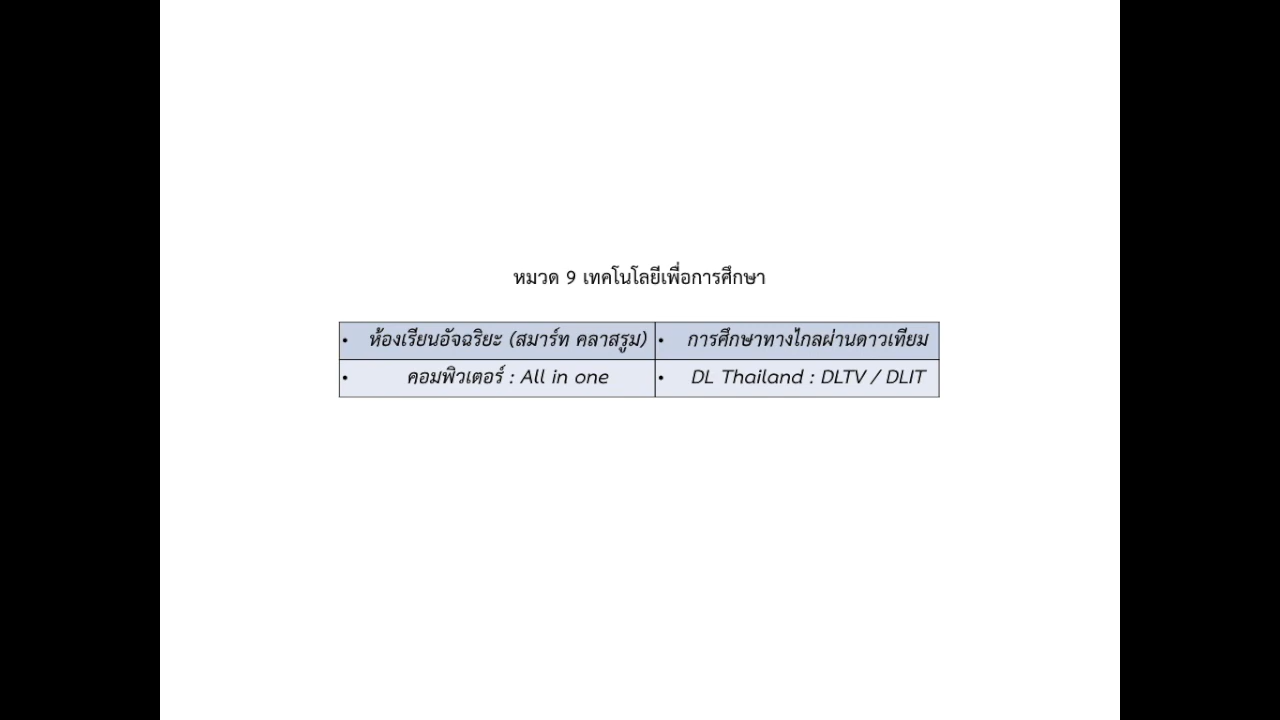 หมวด 9 เทคโนโลยีเพื่อการศึกษา
• ห้องเรียนอัจฉริยะ (สมาร์ท คลาสรูม) • การศึกษาทางไกลผ่านดาวเทียม
• คอมพิวเตอร์ : All in one • DL Thailand : DLTV / DLIT